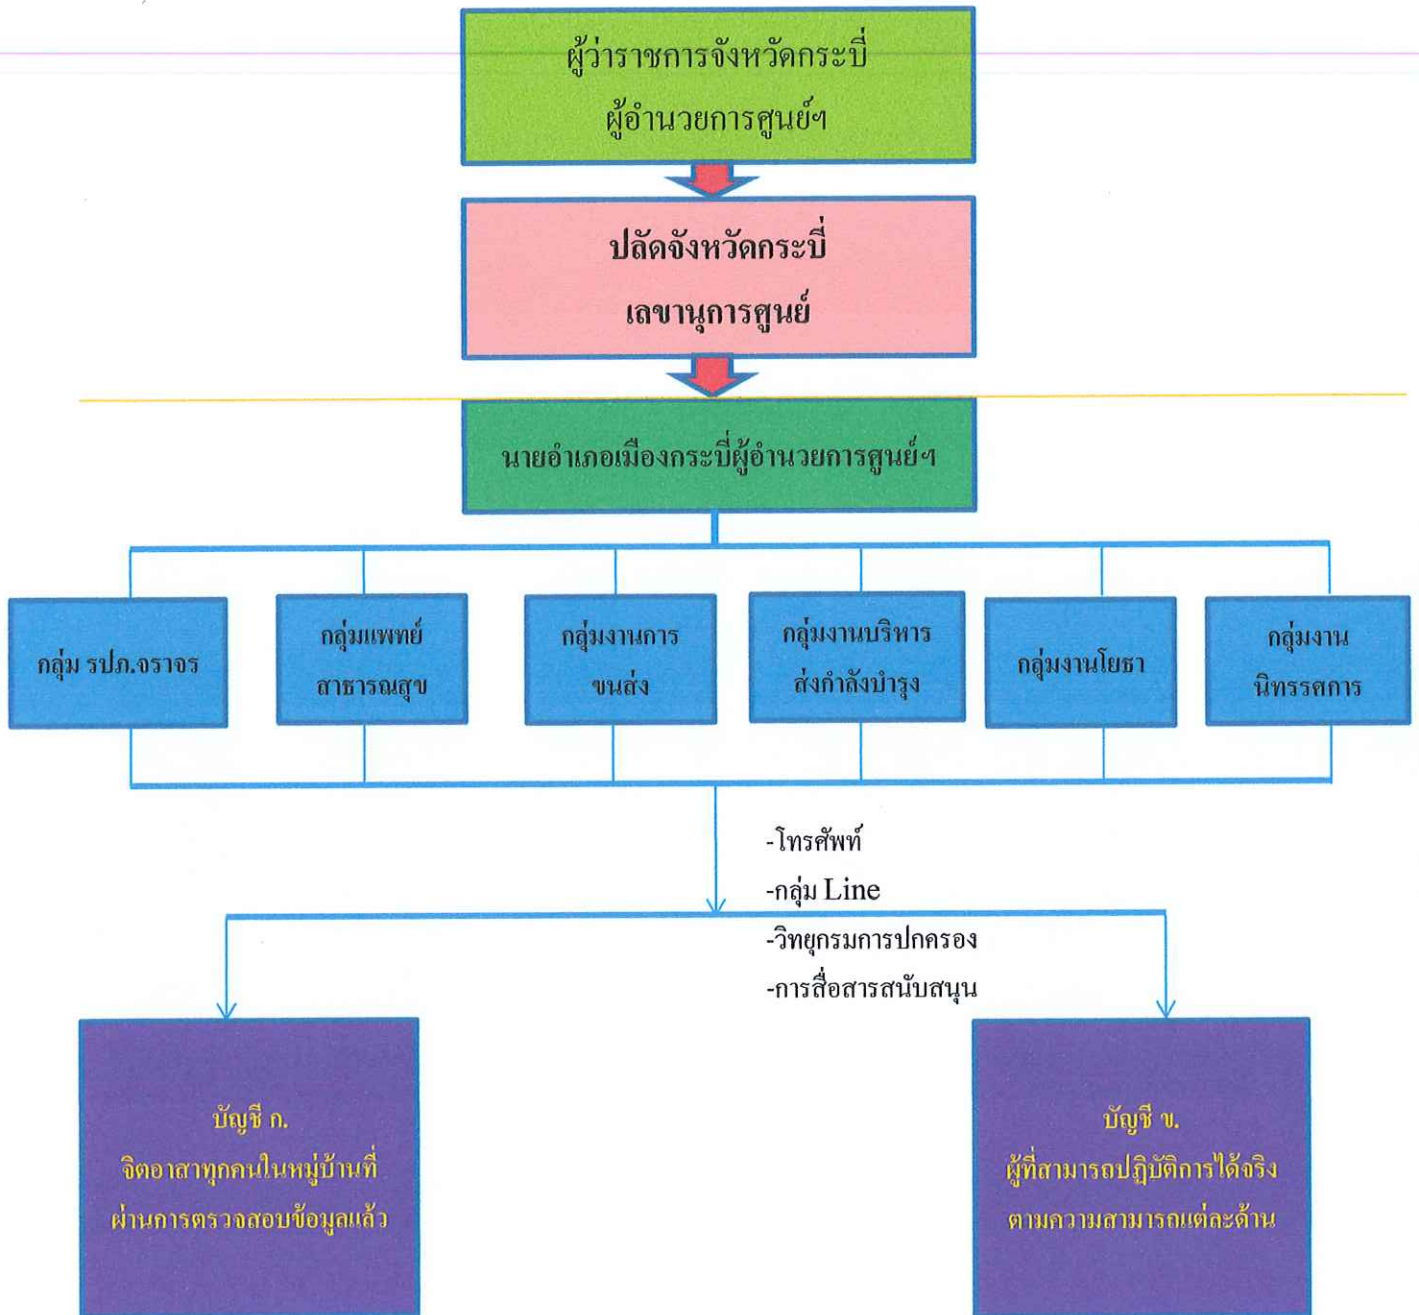 ผู้ว่าราชการจังหวัดกระบี่
ผู้อำนวยการศูนย์ฯ
ปลัดจังหวัดกระบี่
เลขานุการศูนย์
นายอำเภอเมืองกระบี่ผู้อำนวยการศูนย์ฯ
กลุ่ม รปภ.จราจร
กลุ่มแพทย์
สาธารณสุข
กลุ่มงานการ
ขนส่ง
กลุ่มงานบริหาร
ส่งกำลังบำรุง
กลุ่มงานโยธา
กลุ่มงาน
นิทรรศการ
-โทรศัพท์
-กลุ่ม Line
-วิทยุกรมการปกครอง
-การสื่อสารสนับสนุน
บัญชี ก.
จิตอาสาทุกคนในหมู่บ้านที่
ผ่านการตรวจสอบข้อมูลแล้ว
บัญชี ข.
ผู้ที่สามารถปฏิบัติการได้จริง
ตามความสามารถแต่ละด้าน